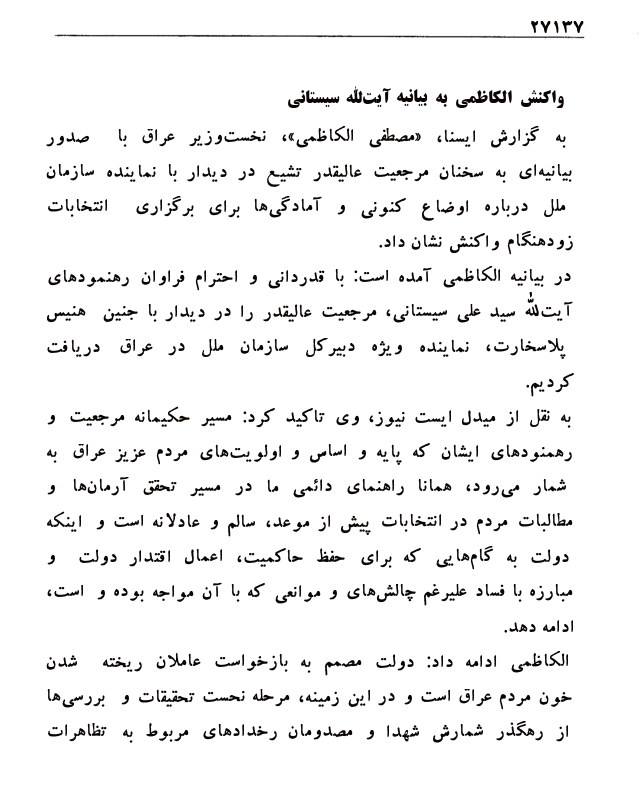 ۲۷۱۳۷
واکنش الکاظمی به بیانیه آیت‌الله سیستانی
به گزارش ایسنا، «مصطفی الکاظمی»، نخست‌وزیر عراق با صدور
بیانیه‌ای به سخنان مرجعیت عالیقدر تشیع در دیدار با نماینده سازمان
ملل درباره اوضاع کنونی و آمادگی‌ها برای برگزاری انتخابات
زودهنگام واکنش نشان داد.
در بیانیه الکاظمی آمده است: با قدردانی و احترام فراوان رهنمودهای
آیت‌الله سید علی سیستانی، مرجعیت عالیقدر را در دیدار با جنین هنیس
پلاسخارت، نماینده ویژه دبیرکل سازمان ملل در عراق دریافت
کردیم.
به نقل از میدل ایست نیوز، وی تاکید کرد: مسیر حکیمانه مرجعیت و
رهمنودهای ایشان که پایه و اساس و اولویت‌های مردم عزیز عراق به
شمار می‌رود، همانا راهنمای دائمی ما در مسیر تحقق آرمان‌ها و
مطالبات مردم در انتخابات پیش از موعد، سالم و عادلانه است و اینکه
دولت به گام‌هایی که برای حفظ حاکمیت، اعمال اقتدار دولت و
مبارزه با فساد علیرغم چالش‌های و موانعی که با آن مواجه بوده و است،
ادامه دهد.
الکاظمی ادامه داد: دولت مصمم به بازخواست عاملان ریخته شدن
خون مردم عراق است و در این زمینه، مرحله نحست تحقیقات و بررسی‌ها
از رهگذر شمارش شهدا و مصدومان رخدادهای مربوط به تظاهرات